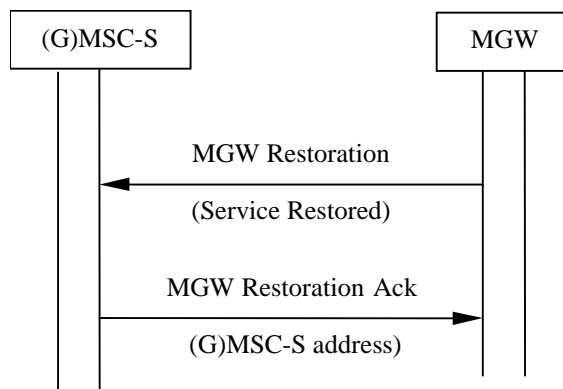 (G)MSC-S
MGW
MGW Restoration
(Service Restored)
MGW Restoration Ack
(G)MSC-S address)